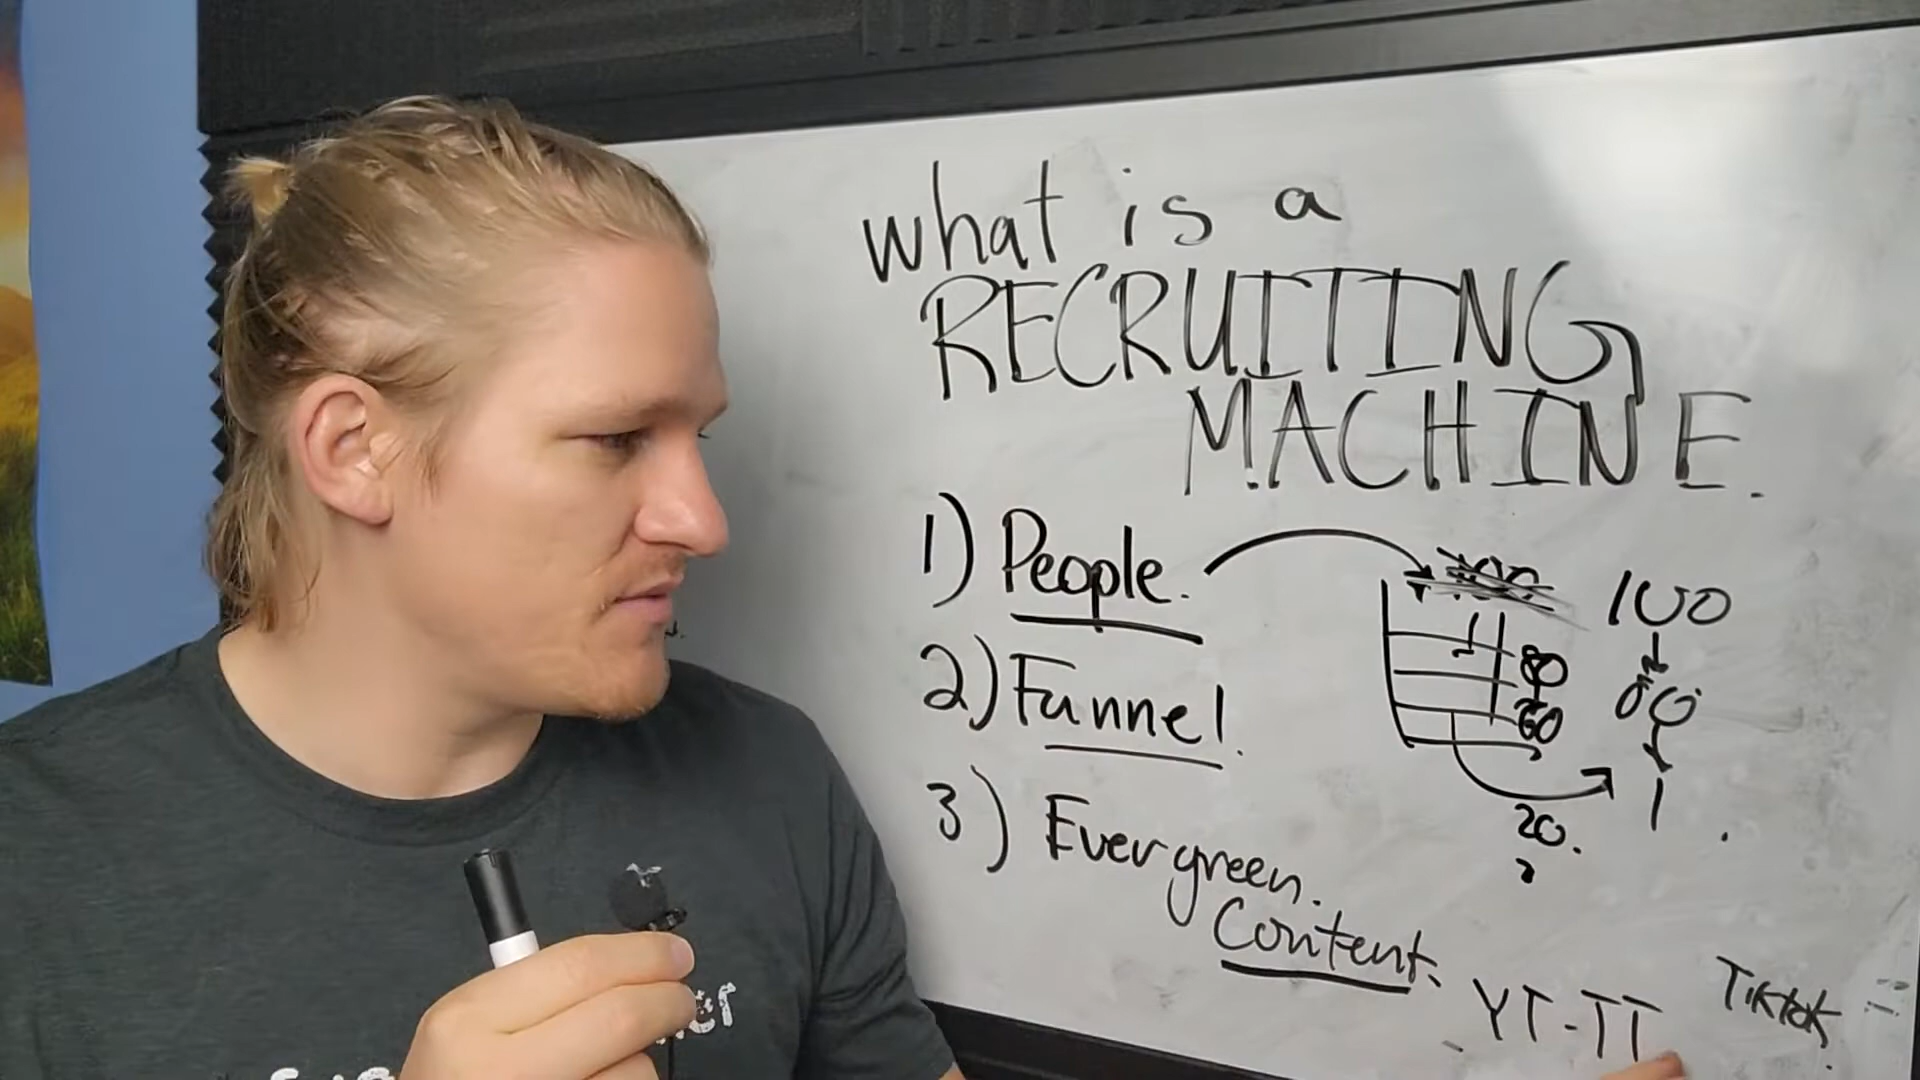 what is a
RECRUITING
MACHINE.
1) People.
100
80
2) Funnel.
60
1
3) Evergreen.
20.
Content.
YT-TT
Tiktok